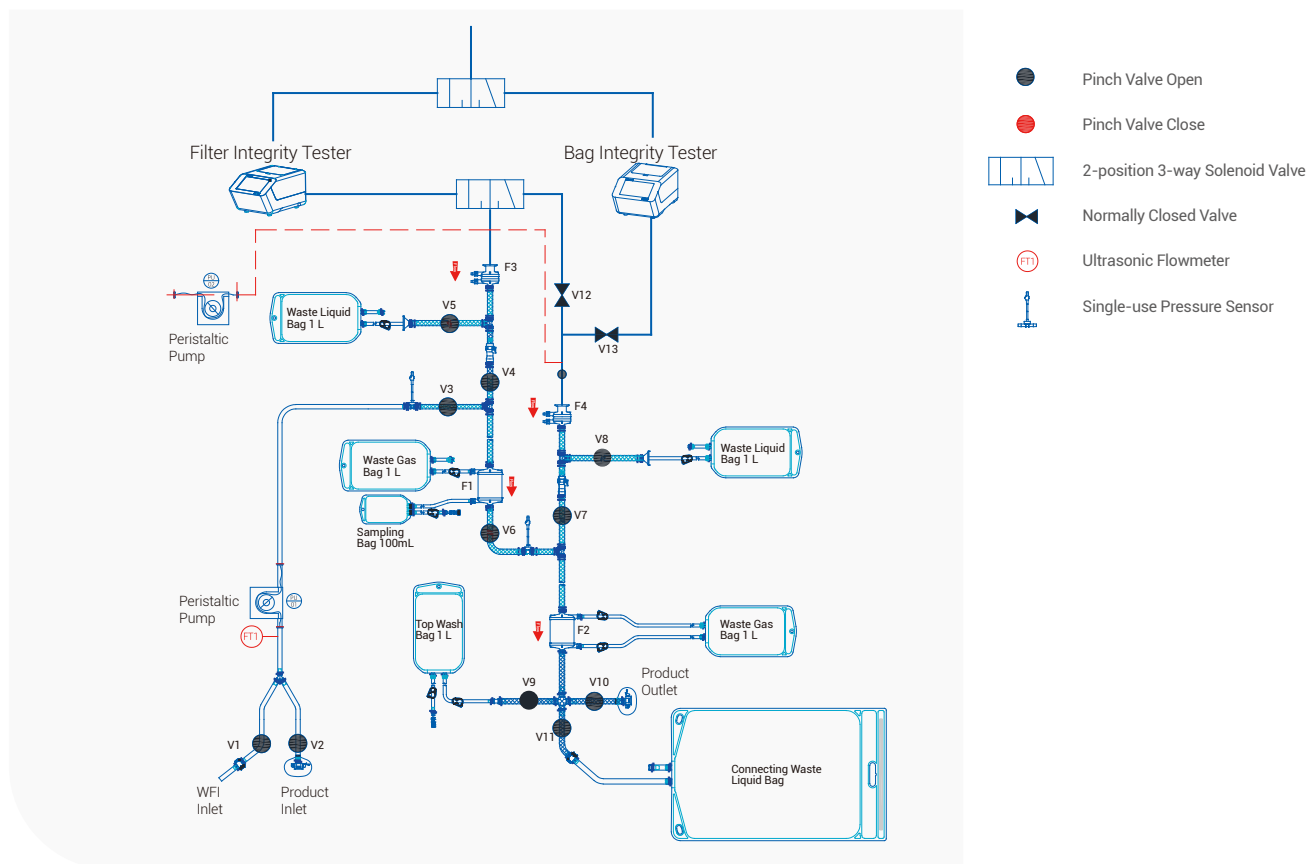 Filter Integrity Tester
Bag Integrity Tester
F3
V12
V13
Peristaltic
Pump
Waste Liquid
Bag 1 L
V5
V4
V3
F4
V8
Waste Liquid
Bag 1 L
Waste Gas
Bag 1 L
F1
V7
V6
Sampling
Bag 100mL
Peristaltic
Pump
FT1
Top Wash
Bag 1 L
F2
Waste Gas
Bag 1 L
Product
Outlet
V9
V10
V11
V1
V2
WFI
Inlet
Product
Inlet
Connecting Waste
Liquid Bag
Pinch Valve Open
Pinch Valve Close
2-position 3-way Solenoid Valve
Normally Closed Valve
FT1
Ultrasonic Flowmeter
Single-use Pressure Sensor